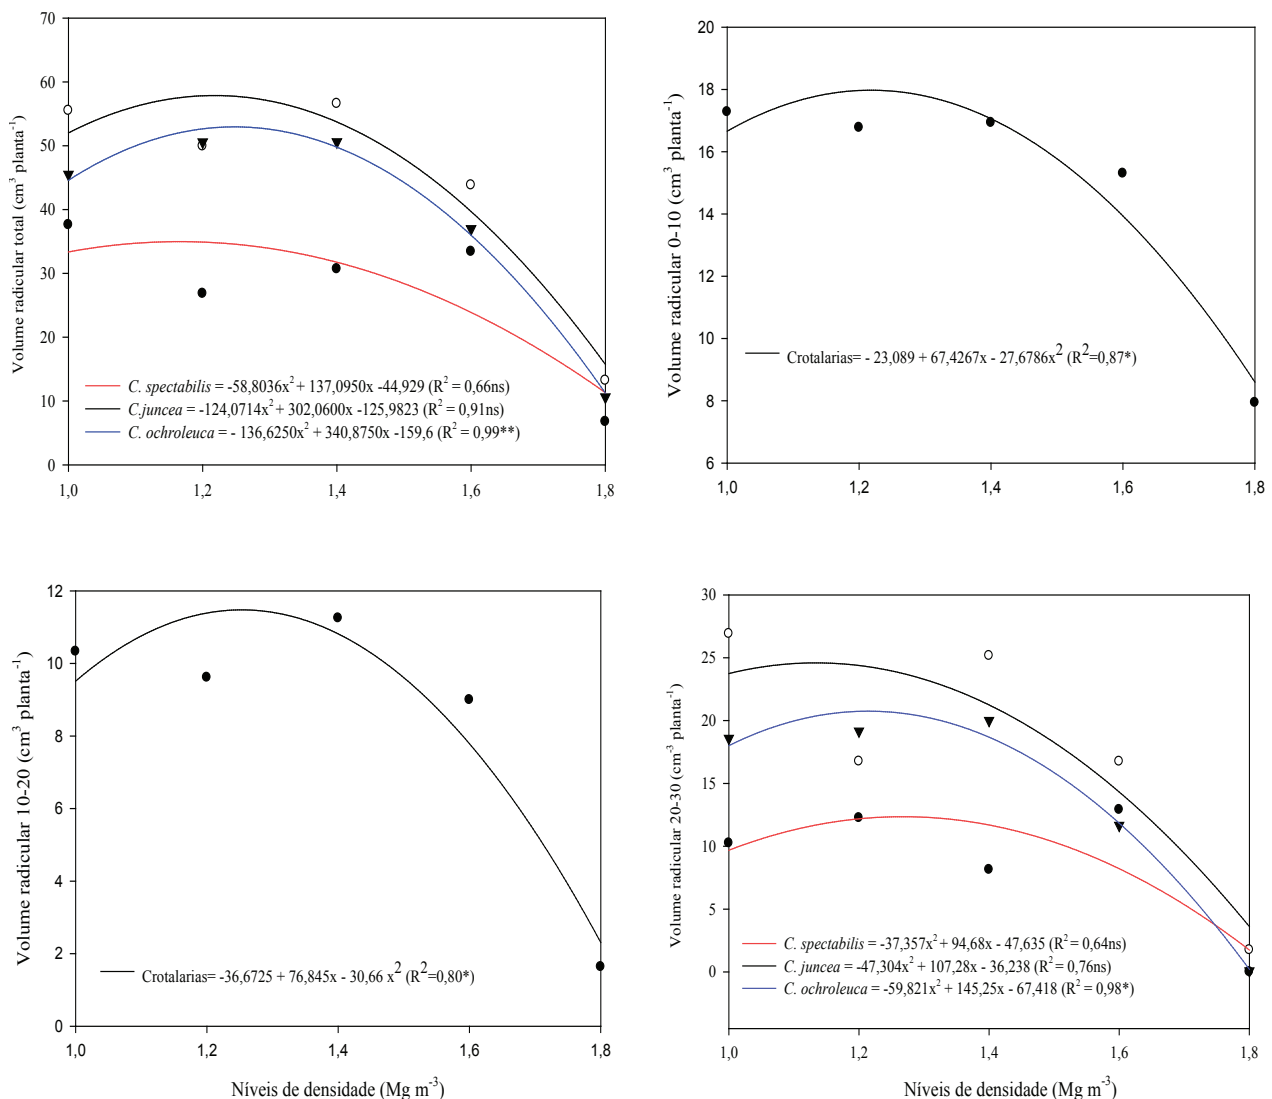 Volume radicular total (cm³ planta⁻¹)
70
60
50
40
30
20
10
0
C. spectabilis = -58,8036x² + 137,0950x -44,929 (R² = 0,66ns)
C.juncea = -124,0714x² + 302,0600x -125,9823 (R² = 0,91ns)
C. ochroleuca = - 136,6250x² + 340,8750x -159,6 (R² = 0,99**)
1,0 1,2 1,4 1,6 1,8
Volume radicular 0-10 (cm³ planta⁻¹)
20
18
16
14
12
10
8
6
Crotalarias= - 23,089 + 67,4267x - 27,6786x² (R²=0,87*)
1,0 1,2 1,4 1,6 1,8
Volume radicular 10-20 (cm³ planta⁻¹)
12
10
8
6
4
2
0
Crotalarias= -36,6725 + 76,845x - 30,66 x² (R²=0,80*)
1,0 1,2 1,4 1,6 1,8
Níveis de densidade (Mg m⁻³)
Volume radicular 20-30 (cm⁻³ planta⁻¹)
30
25
20
15
10
5
0
C. spectabilis = -37,357x² + 94,68x - 47,635 (R² = 0,64ns)
C. juncea = -47,304x² + 107,28x - 36,238 (R² = 0,76ns)
C. ochroleuca = -59,821x² + 145,25x - 67,418 (R² = 0,98*)
1,0 1,2 1,4 1,6 1,8
Níveis de densidade (Mg m⁻³)